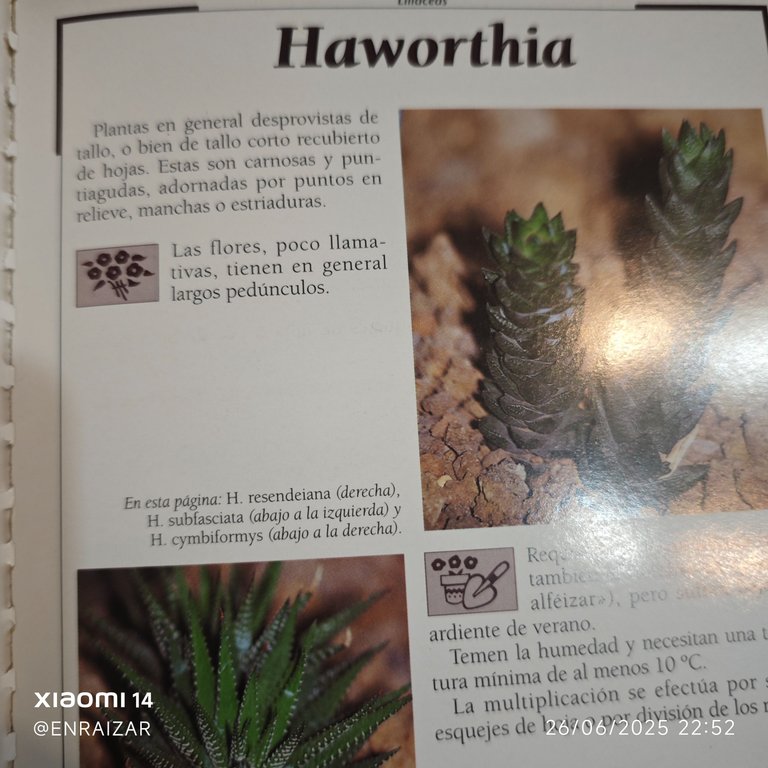 Liliáceas
Haworthia
Plantas en general desprovistas de
tallo, o bien de tallo corto recubierto
de hojas. Estas son carnosas y pun-
tiagudas, adornadas por puntos en
relieve, manchas o estriaduras.
Las flores, poco llama-
tivas, tienen en general
largos pedúnculos.
En esta página: H. resendeiana (derecha),
H. subfasciata (abajo a la izquierda) y
H. cymbiformys (abajo a la derecha).
alféizar»), pero
ardiente de verano.
Temen la humedad y necesitan una
tura mínima de al menos 10 ºC.
La multiplicación se efectúa por
esquejes de o por división de los
xiaomi 14
@ENRAIZAR
26/06/2025 22:52